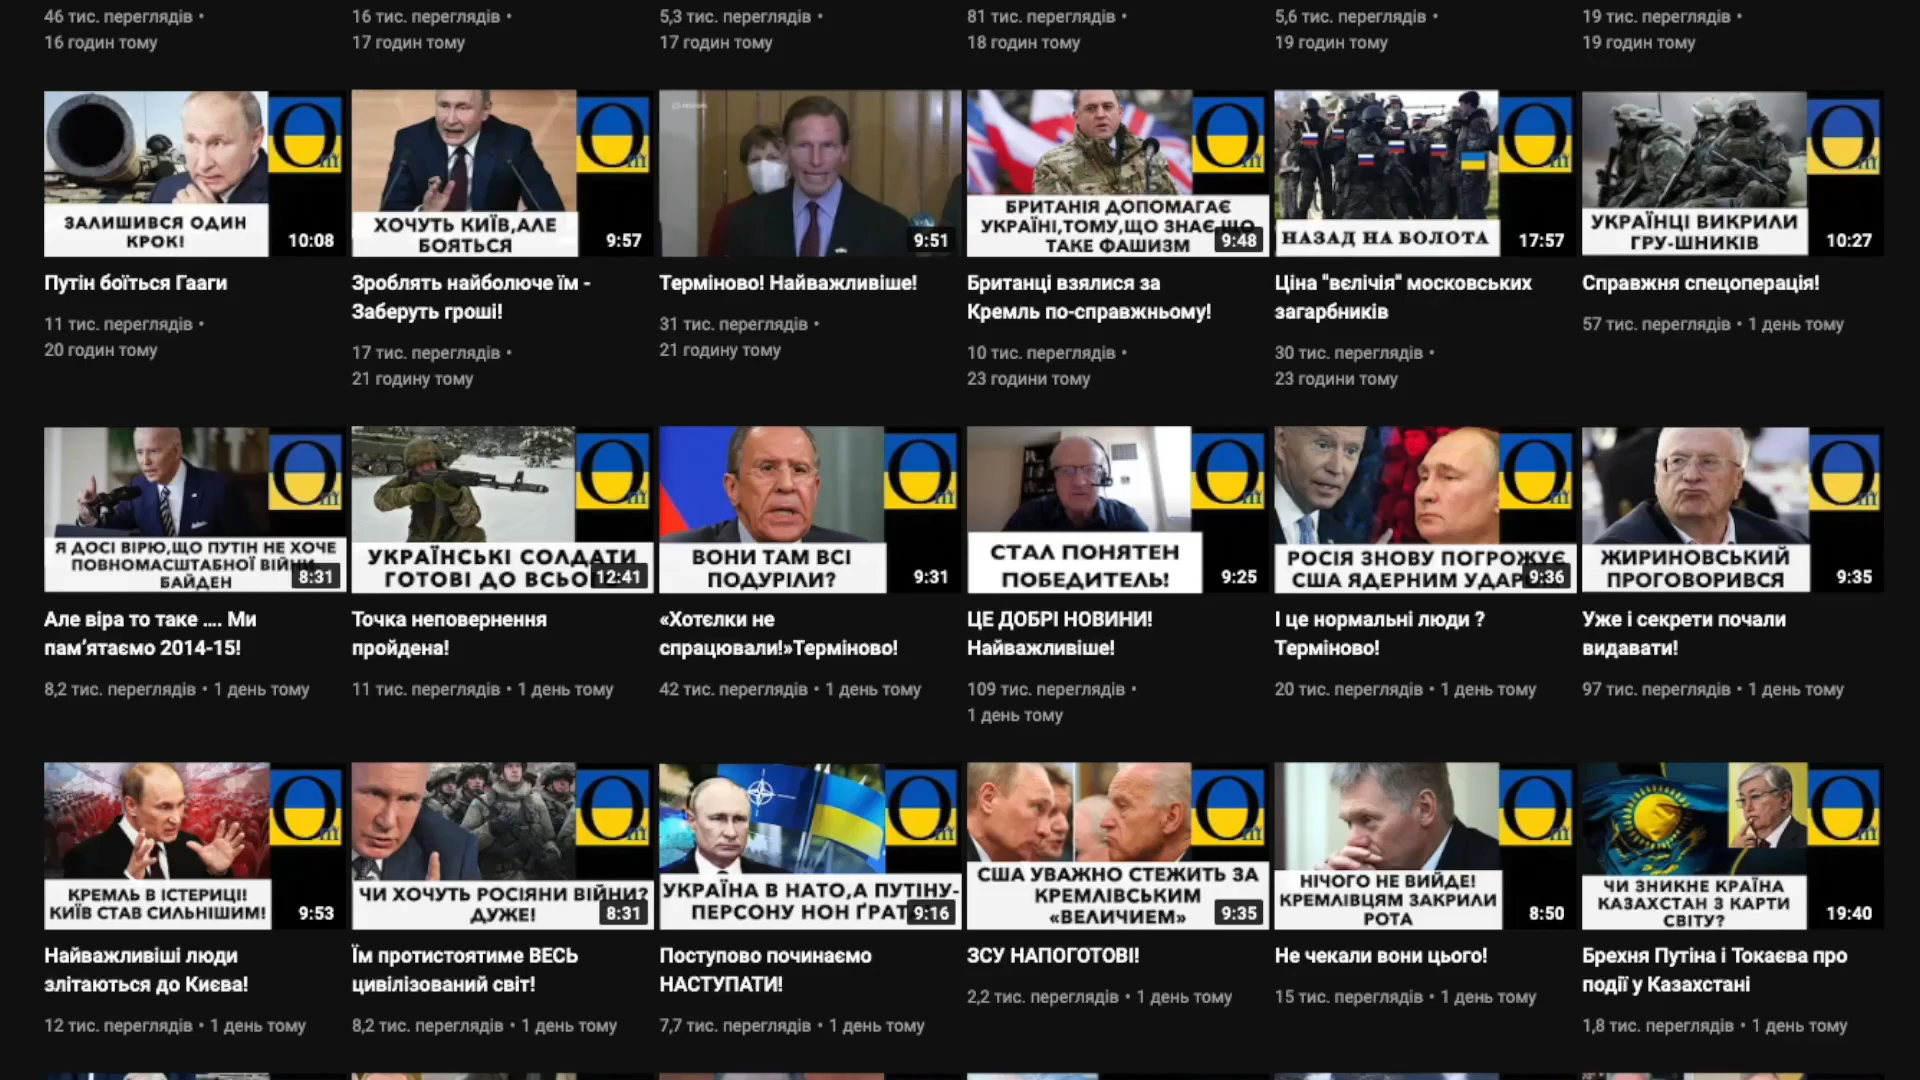 46 тис. переглядів •
16 годин тому
16 тис. переглядів •
17 годин тому
5,3 тис. переглядів •
17 годин тому
81 тис. переглядів •
18 годин тому
5,6 тис. переглядів •
19 годин тому
19 тис. переглядів •
19 годин тому
ЗАЛИШИВСЯ ОДИН
КРОК!
10:08
Путін боїться Гааги
11 тис. переглядів •
20 годин тому
ХОЧУТЬ КИЇВ,АЛЕ
БОЯТЬСЯ
9:57
Зроблять найболюче їм -
Заберуть гроші!
17 тис. переглядів •
21 годину тому
9:51
Терміново! Найважливіше!
31 тис. переглядів •
21 годину тому
БРИТАНІЯ ДОПОМАГАЄ
УКРАЇНІ,ТОМУ,ЩО ЗНАЄ,ЩО
ТАКЕ ФАШИЗМ
9:48
Британці взялися за
Кремль по-справжньому!
10 тис. переглядів •
23 години тому
НАЗАД НА БОЛОТА
17:57
Ціна "вєлічія" московських
загарбників
30 тис. переглядів •
23 години тому
УКРАЇНЦІ ВИКРИЛИ
ГРУ-ШНИКІВ
10:27
Справжня спецоперація!
57 тис. переглядів • 1 день тому
Я ДОСІ ВІРЮ,ЩО ПУТІН НЕ ХОЧЕ
ПОВНОМАСШТАБНОЇ ВІЙНИ-
БАЙДЕН
8:31
Але віра то таке .... Ми
пам’ятаємо 2014-15!
8,2 тис. переглядів • 1 день тому
УКРАЇНСЬКІ СОЛДАТИ
ГОТОВІ ДО ВСЬО
12:41
Точка неповернення
пройдена!
11 тис. переглядів • 1 день тому
ВОНИ ТАМ ВСІ
ПОДУРІЛИ?
9:31
«Хотєлки не
спрацювали!»Терміново!
42 тис. переглядів • 1 день тому
СТАЛ ПОНЯТЕН
ПОБЕДИТЕЛЬ!
9:25
ЦЕ ДОБРІ НОВИНИ!
Найважливіше!
109 тис. переглядів •
1 день тому
РОСІЯ ЗНОВУ ПОГРОЖУЄ
США ЯДЕРНИМ УДАР
9:36
І це нормальні люди ?
Терміново!
20 тис. переглядів • 1 день тому
ЖИРИНОВСЬКИЙ
ПРОГОВОРИВСЯ
9:35
Уже і секрети почали
видавати!
97 тис. переглядів • 1 день тому
КРЕМЛЬ В ІСТЕРИЦІ!
КИЇВ СТАВ СИЛЬНІШИМ!
9:53
Найважливіші люди
злітаються до Києва!
12 тис. переглядів • 1 день тому
ЧИ ХОЧУТЬ РОСІЯНИ ВІЙНИ?
ДУЖЕ!
8:31
Їм протистоятиме ВЕСЬ
цивілізований світ!
8,2 тис. переглядів • 1 день тому
УКРАЇНА В НАТО,А ПУТІНУ-
ПЕРСОНУ НОН ҐРАТ
9:16
Поступово починаємо
НАСТУПАТИ!
7,7 тис. переглядів • 1 день тому
США УВАЖНО СТЕЖИТЬ ЗА
КРЕМЛІВСЬКИМ
«ВЕЛИЧИЕМ»
9:35
ЗСУ НАПОГОТОВІ!
2,2 тис. переглядів • 1 день тому
НІЧОГО НЕ ВИЙДЕ!
КРЕМЛІВЦЯМ ЗАКРИЛИ
РОТА
8:50
Не чекали вони цього!
15 тис. переглядів • 1 день тому
ЧИ ЗНИКНЕ КРАЇНА
КАЗАХСТАН З КАРТИ
СВІТУ?
19:40
Брехня Путіна і Токаєва про
події у Казахстані
1,8 тис. переглядів • 1 день тому